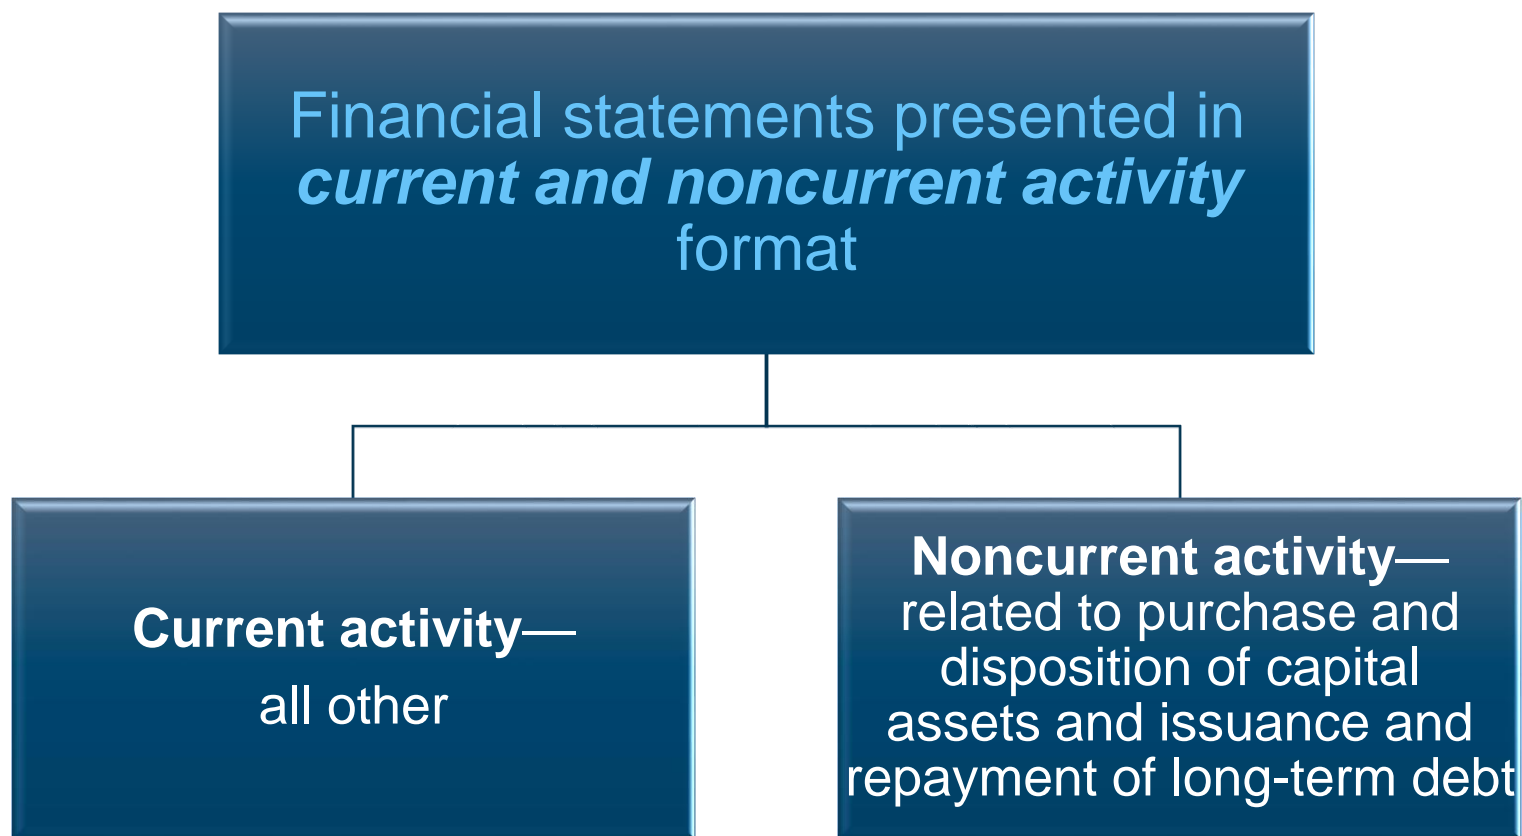 Financial statements presented in
current and noncurrent activity
format
Current activity—
all other
Noncurrent activity—
related to purchase and
disposition of capital
assets and issuance and
repayment of long-term debt